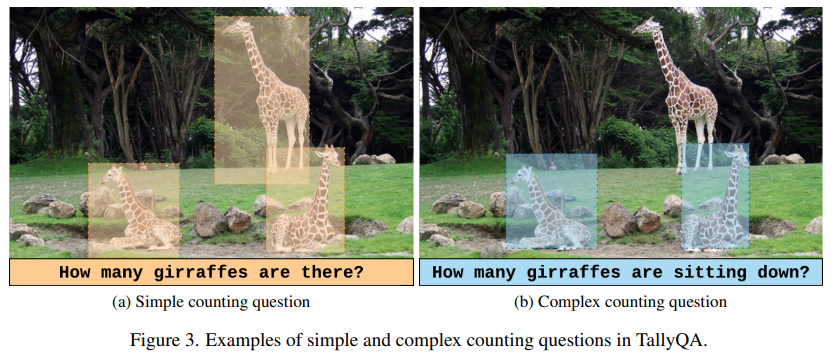 How many girraffes are there?
How many girraffes are sitting down?
(a) Simple counting question
(b) Complex counting question
Figure 3. Examples of simple and complex counting questions in TallyQA.